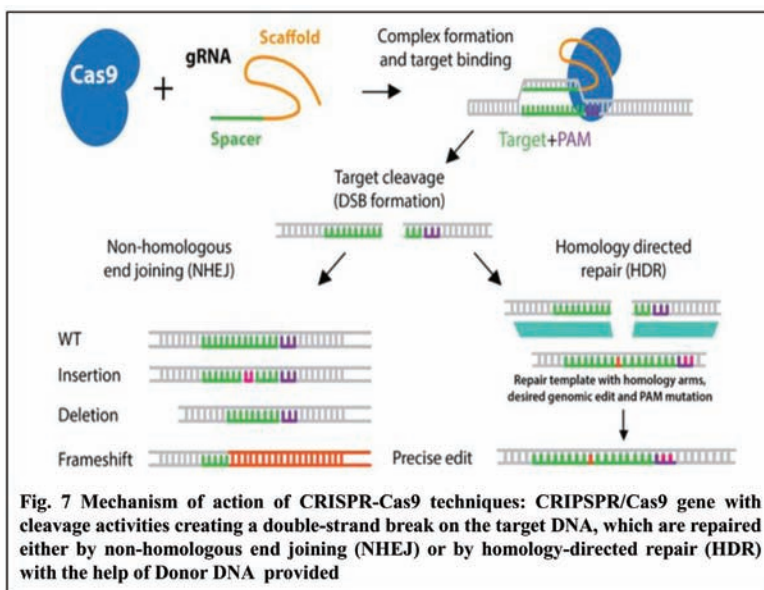 Cas9
+
gRNA
Scaffold
Spacer
Complex formation
and target binding
Target+PAM
Target cleavage
(DSB formation)
Non-homologous
end joining (NHEJ)
Homology directed
repair (HDR)
WT
Insertion
Deletion
Frameshift
Repair template with homology arms,
desired genomic edit and PAM mutation
Precise edit
Fig. 7 Mechanism of action of CRISPR-Cas9 techniques: CRIPSPR/Cas9 gene with
cleavage activities creating a double-strand break on the target DNA, which are repaired
either by non-homologous end joining (NHEJ) or by homology-directed repair (HDR)
with the help of Donor DNA provided